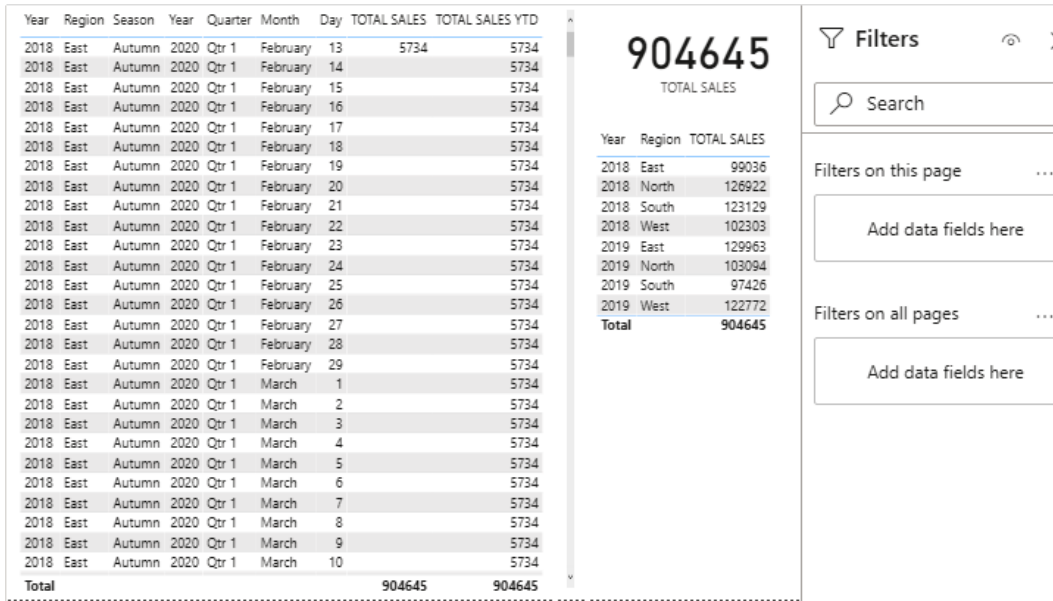 Year Region Season Year Quarter Month Day TOTAL SALES TOTAL SALES YTD
2018 East Autumn 2020 Qtr 1 February 13 5734 5734
2018 East Autumn 2020 Qtr 1 February 14 5734
2018 East Autumn 2020 Qtr 1 February 15 5734
2018 East Autumn 2020 Qtr 1 February 16 5734
2018 East Autumn 2020 Qtr 1 February 17 5734
2018 East Autumn 2020 Qtr 1 February 18 5734
2018 East Autumn 2020 Qtr 1 February 19 5734
2018 East Autumn 2020 Qtr 1 February 20 5734
2018 East Autumn 2020 Qtr 1 February 21 5734
2018 East Autumn 2020 Qtr 1 February 22 5734
2018 East Autumn 2020 Qtr 1 February 23 5734
2018 East Autumn 2020 Qtr 1 February 24 5734
2018 East Autumn 2020 Qtr 1 February 25 5734
2018 East Autumn 2020 Qtr 1 February 26 5734
2018 East Autumn 2020 Qtr 1 February 27 5734
2018 East Autumn 2020 Qtr 1 February 28 5734
2018 East Autumn 2020 Qtr 1 February 29 5734
2018 East Autumn 2020 Qtr 1 March 1 5734
2018 East Autumn 2020 Qtr 1 March 2 5734
2018 East Autumn 2020 Qtr 1 March 3 5734
2018 East Autumn 2020 Qtr 1 March 4 5734
2018 East Autumn 2020 Qtr 1 March 5 5734
2018 East Autumn 2020 Qtr 1 March 6 5734
2018 East Autumn 2020 Qtr 1 March 7 5734
2018 East Autumn 2020 Qtr 1 March 8 5734
2018 East Autumn 2020 Qtr 1 March 9 5734
2018 East Autumn 2020 Qtr 1 March 10 5734
Total 904645 904645
904645
TOTAL SALES
Year Region TOTAL SALES
2018 East 99036
2018 North 126922
2018 South 123129
2018 West 102303
2019 East 129963
2019 North 103094
2019 South 97426
2019 West 122772
Total 904645
Filters
Search
Filters on this page ...
Add data fields here
Filters on all pages ...
Add data fields here